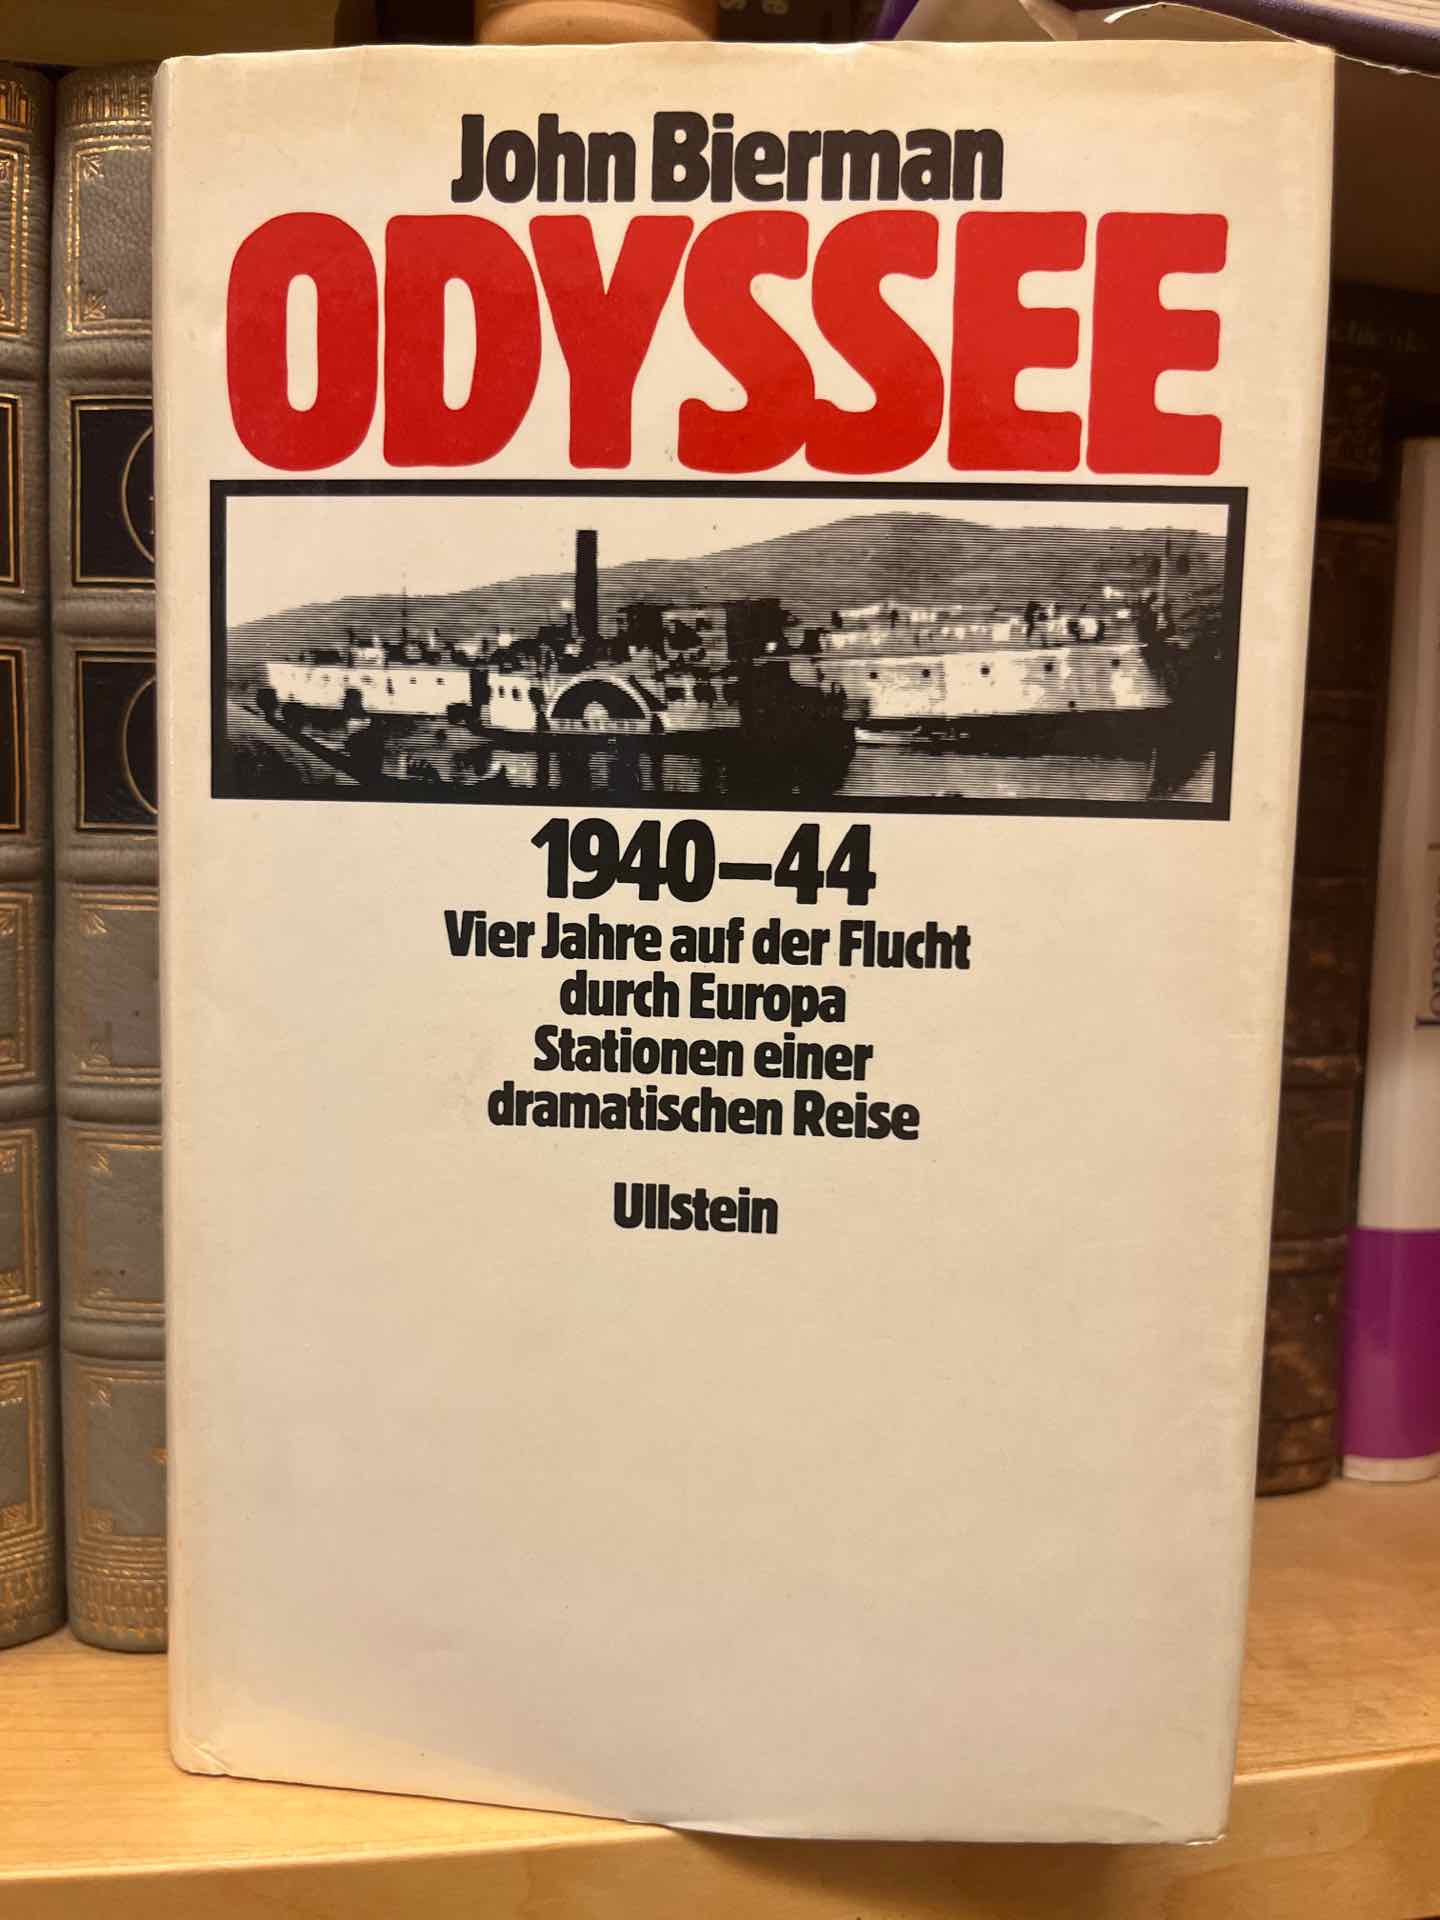 John Bierman
ODYSSEE
1940–44
Vier Jahre auf der Flucht
durch Europa
Stationen einer
dramatischen Reise
Ullstein